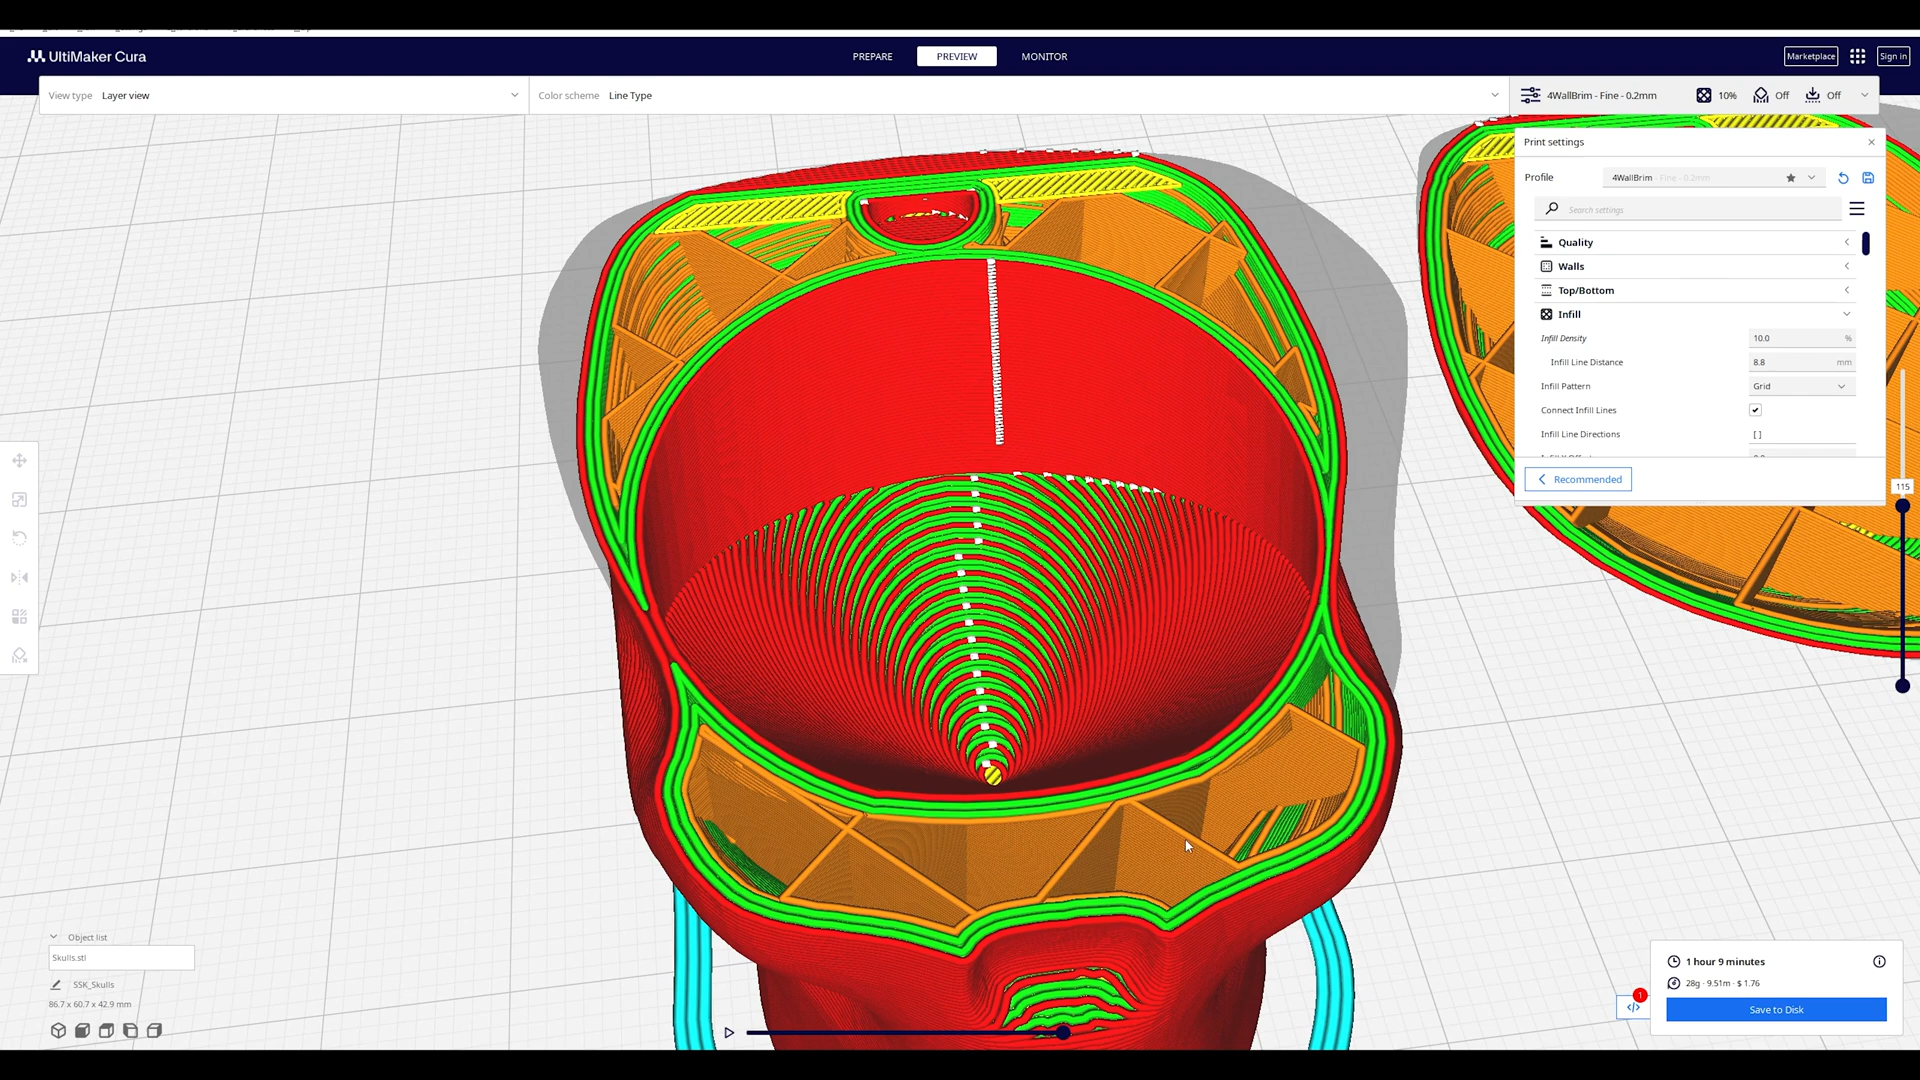 UltiMaker Cura
PREPARE
PREVIEW
MONITOR
Marketplace
Sign in
View type Layer view
Color scheme Line Type
4WallBrim - Fine - 0.2mm
10%
Off
Off
Print settings
Profile
4WallBrim - Fine - 0.2mm
Search settings
Quality
Walls
Top/Bottom
Infill
Infill Density 10.0 %
Infill Line Distance 8.8 mm
Infill Pattern Grid
Connect Infill Lines
Infill Line Directions [ ]
Recommended
115
Object list
Skulls.stl
SSK_Skulls
86.7 x 60.7 x 42.9 mm
1 hour 9 minutes
28g · 9.51m · $ 1.76
1
Save to Disk